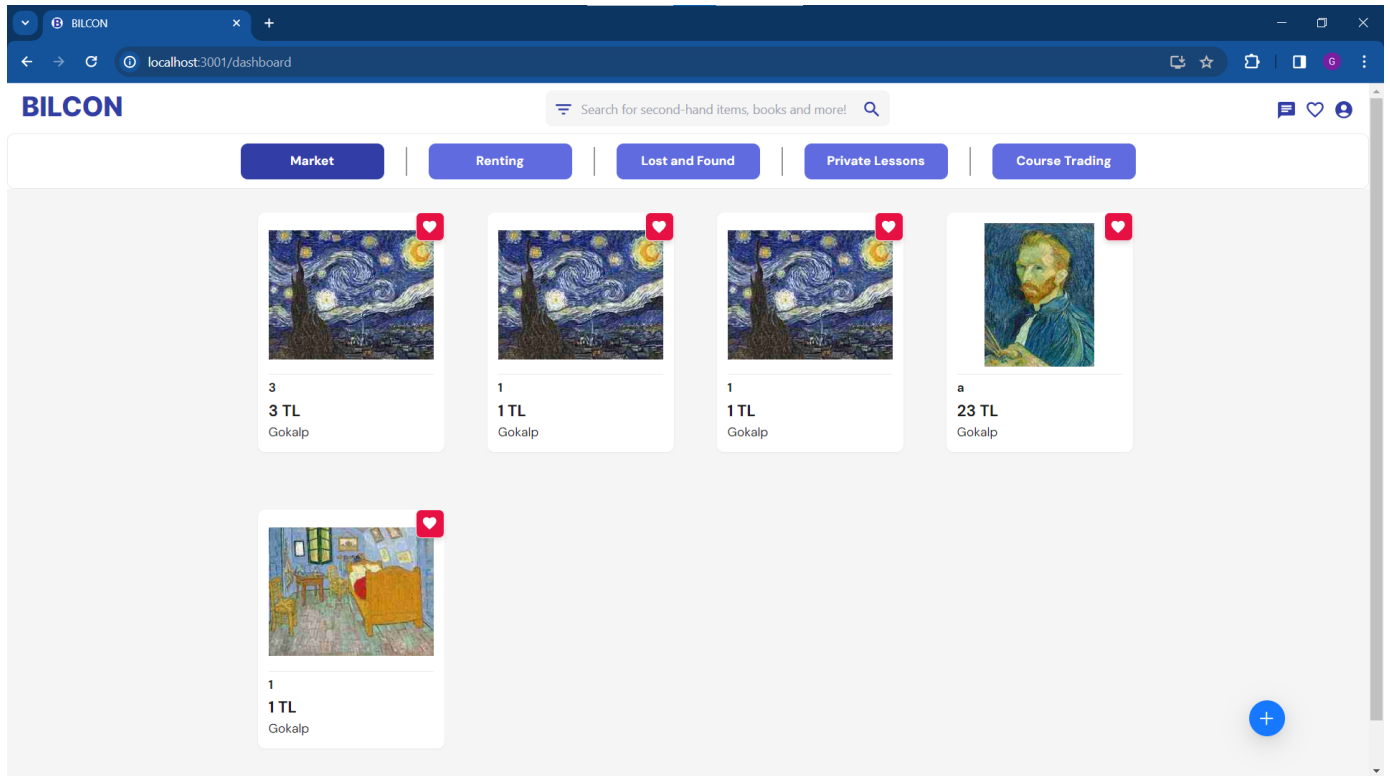 BILCON
localhost:3001/dashboard
G
BILCON
Search for second-hand items, books and more!
Market
Renting
Lost and Found
Private Lessons
Course Trading
3
3 TL
Gokalp
1
1 TL
Gokalp
1
1 TL
Gokalp
a
23 TL
Gokalp
1
1 TL
Gokalp